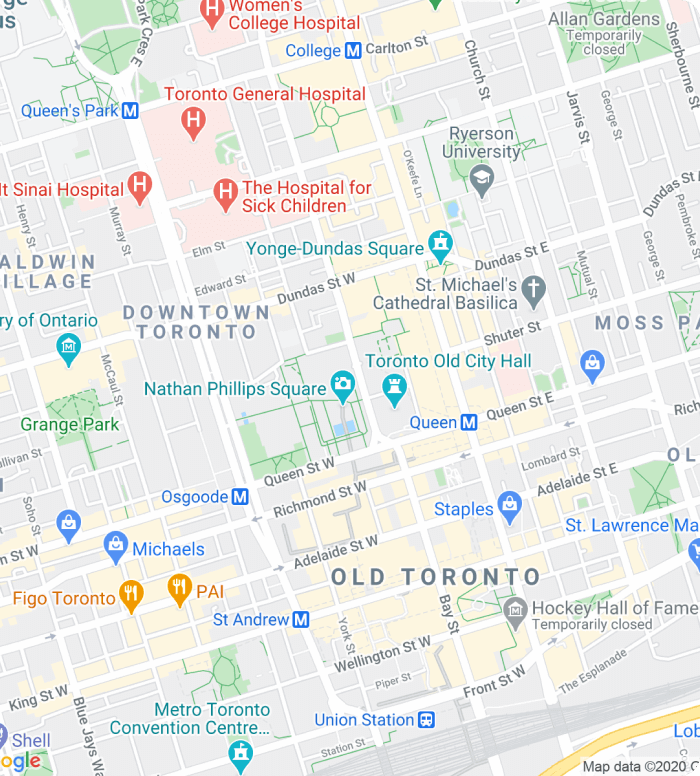 Women's
College Hospital
Allan Gardens
Temporarily
closed
Park Cres E
College
Carlton St
Church St
Sherbourne St
Toronto General Hospital
Queen's Park
Jarvis St
George St
Ryerson
University
O'Keefe Ln
t Sinai Hospital
The Hospital for
Sick Children
Dundas St
Henry St
Murray St
Pembroke St
Elm St
Yonge-Dundas Square
George St
Dundas St E
Mutual St
ALDWIN
ILLAGE
Edward St
Dundas St W
St. Michael's
Cathedral Basilica
DOWNTOWN
TORONTO
ry of Ontario
MOSS PA
Shuter St
Toronto Old City Hall
McCaul St
Nathan Phillips Square
Grange Park
Queen St E
Queen
Rich
ullivan St
Queen St W
Lombard St
OL
Osgoode
Richmond St W
Adelaide St E
Soho St
Staples
St. Lawrence Ma
n St W
Michaels
Adelaide St W
OLD TORONTO
Figo Toronto
PAI
St Andrew
York St
Bay St
Hockey Hall of Fame
Temporarily closed
Wellington St W
Piper St
The Esplanade
King St W
Front St W
Blue Jays Wa
Metro Toronto
Convention Centre...
Union Station
Station St
Shell
Lob
ogle
Map data ©2020